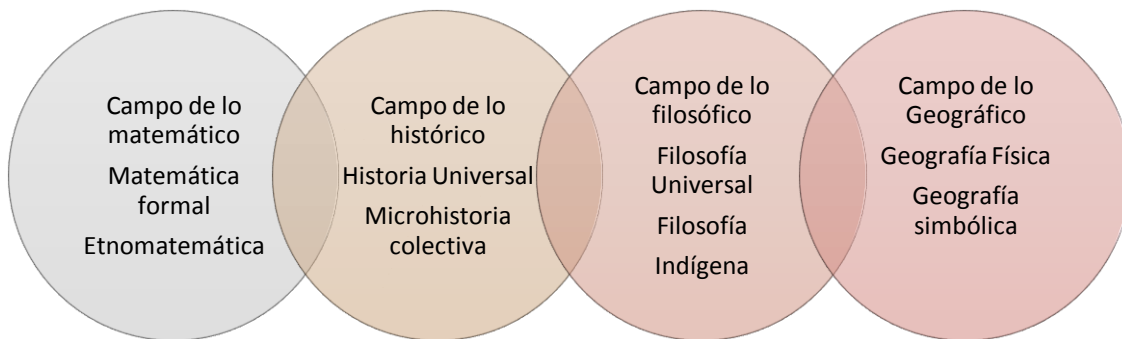 Campo de lo
matemático
Matemática
formal
Etnomatemática
Campo de lo
histórico
Historia Universal
Microhistoria
colectiva
Campo de lo
filosófico
Filosofía
Universal
Filosofía
Indígena
Campo de lo
Geográfico
Geografía Física
Geografía
simbólica